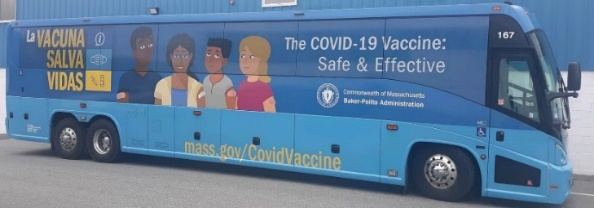 La
VACUNA
SALVA
VIDAS
The COVID-19 Vaccine:
Safe & Effective
Commonwealth of Massachusetts
Baker-Polito Administration
mass.gov/CovidVaccine
167
167